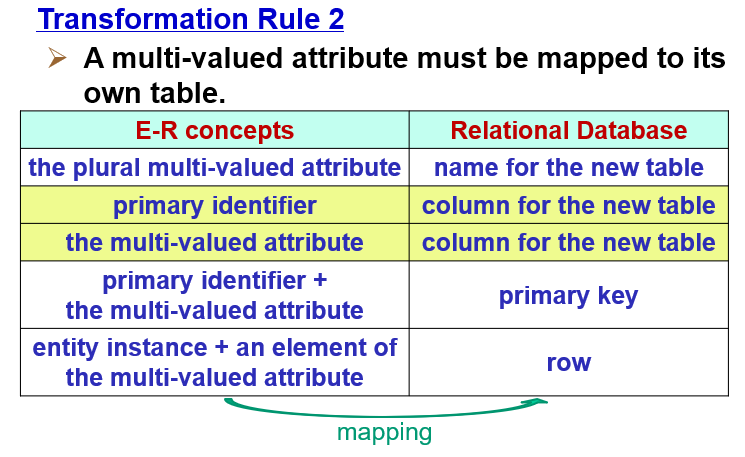 Transformation Rule 2
➢ A multi-valued attribute must be mapped to its
own table.
E-R concepts
Relational Database
the plural multi-valued attribute
name for the new table
primary identifier
column for the new table
the multi-valued attribute
column for the new table
primary identifier +
the multi-valued attribute
primary key
entity instance + an element of
the multi-valued attribute
row
mapping